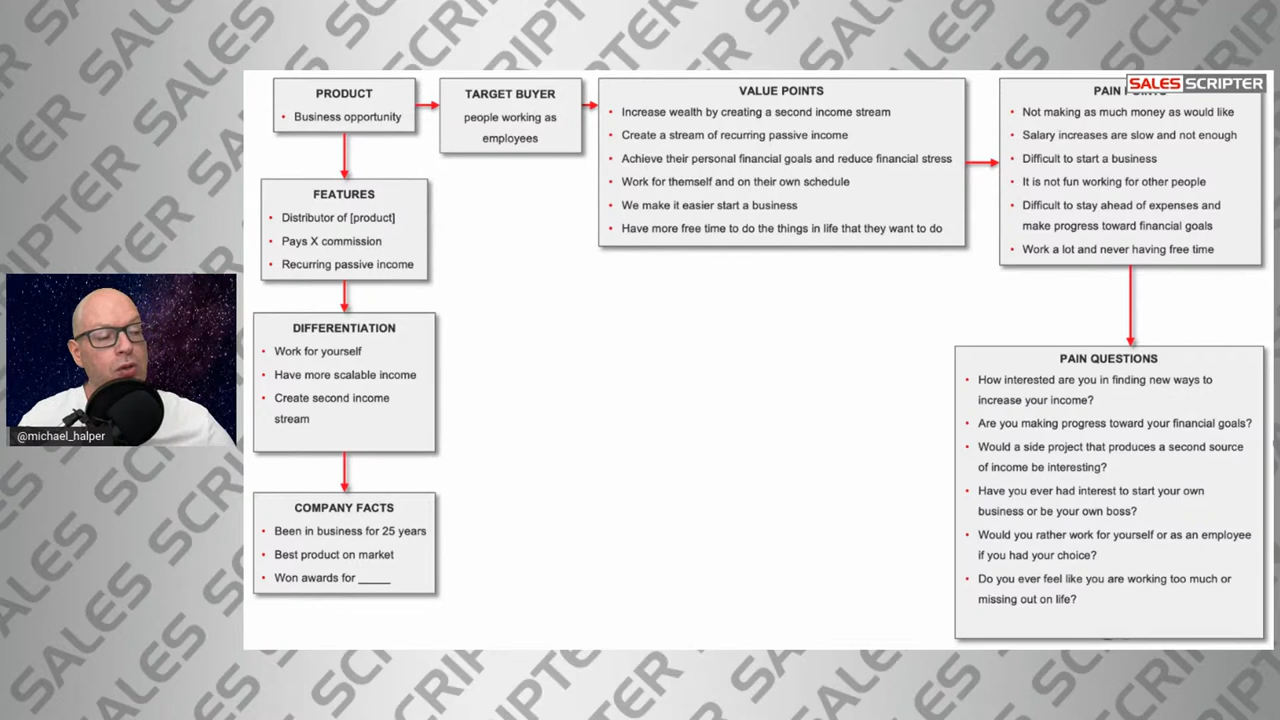 SALESSCRIPTER
PRODUCT
• Business opportunity
TARGET BUYER
people working as
employees
VALUE POINTS
• Increase wealth by creating a second income stream
• Create a stream of recurring passive income
• Achieve their personal financial goals and reduce financial stress
• Work for themself and on their own schedule
• We make it easier start a business
• Have more free time to do the things in life that they want to do
PAIN
• Not making as much money as would like
• Salary increases are slow and not enough
• Difficult to start a business
• It is not fun working for other people
• Difficult to stay ahead of expenses and
make progress toward financial goals
• Work a lot and never having free time
FEATURES
• Distributor of [product]
• Pays X commission
• Recurring passive income
DIFFERENTIATION
• Work for yourself
• Have more scalable income
• Create second income
stream
COMPANY FACTS
• Been in business for 25 years
• Best product on market
• Won awards for _____
PAIN QUESTIONS
• How interested are you in finding new ways to
increase your income?
• Are you making progress toward your financial goals?
• Would a side project that produces a second source
of income be interesting?
• Have you ever had interest to start your own
business or be your own boss?
• Would you rather work for yourself or as an employee
if you had your choice?
• Do you ever feel like you are working too much or
missing out on life?
@michael_halper